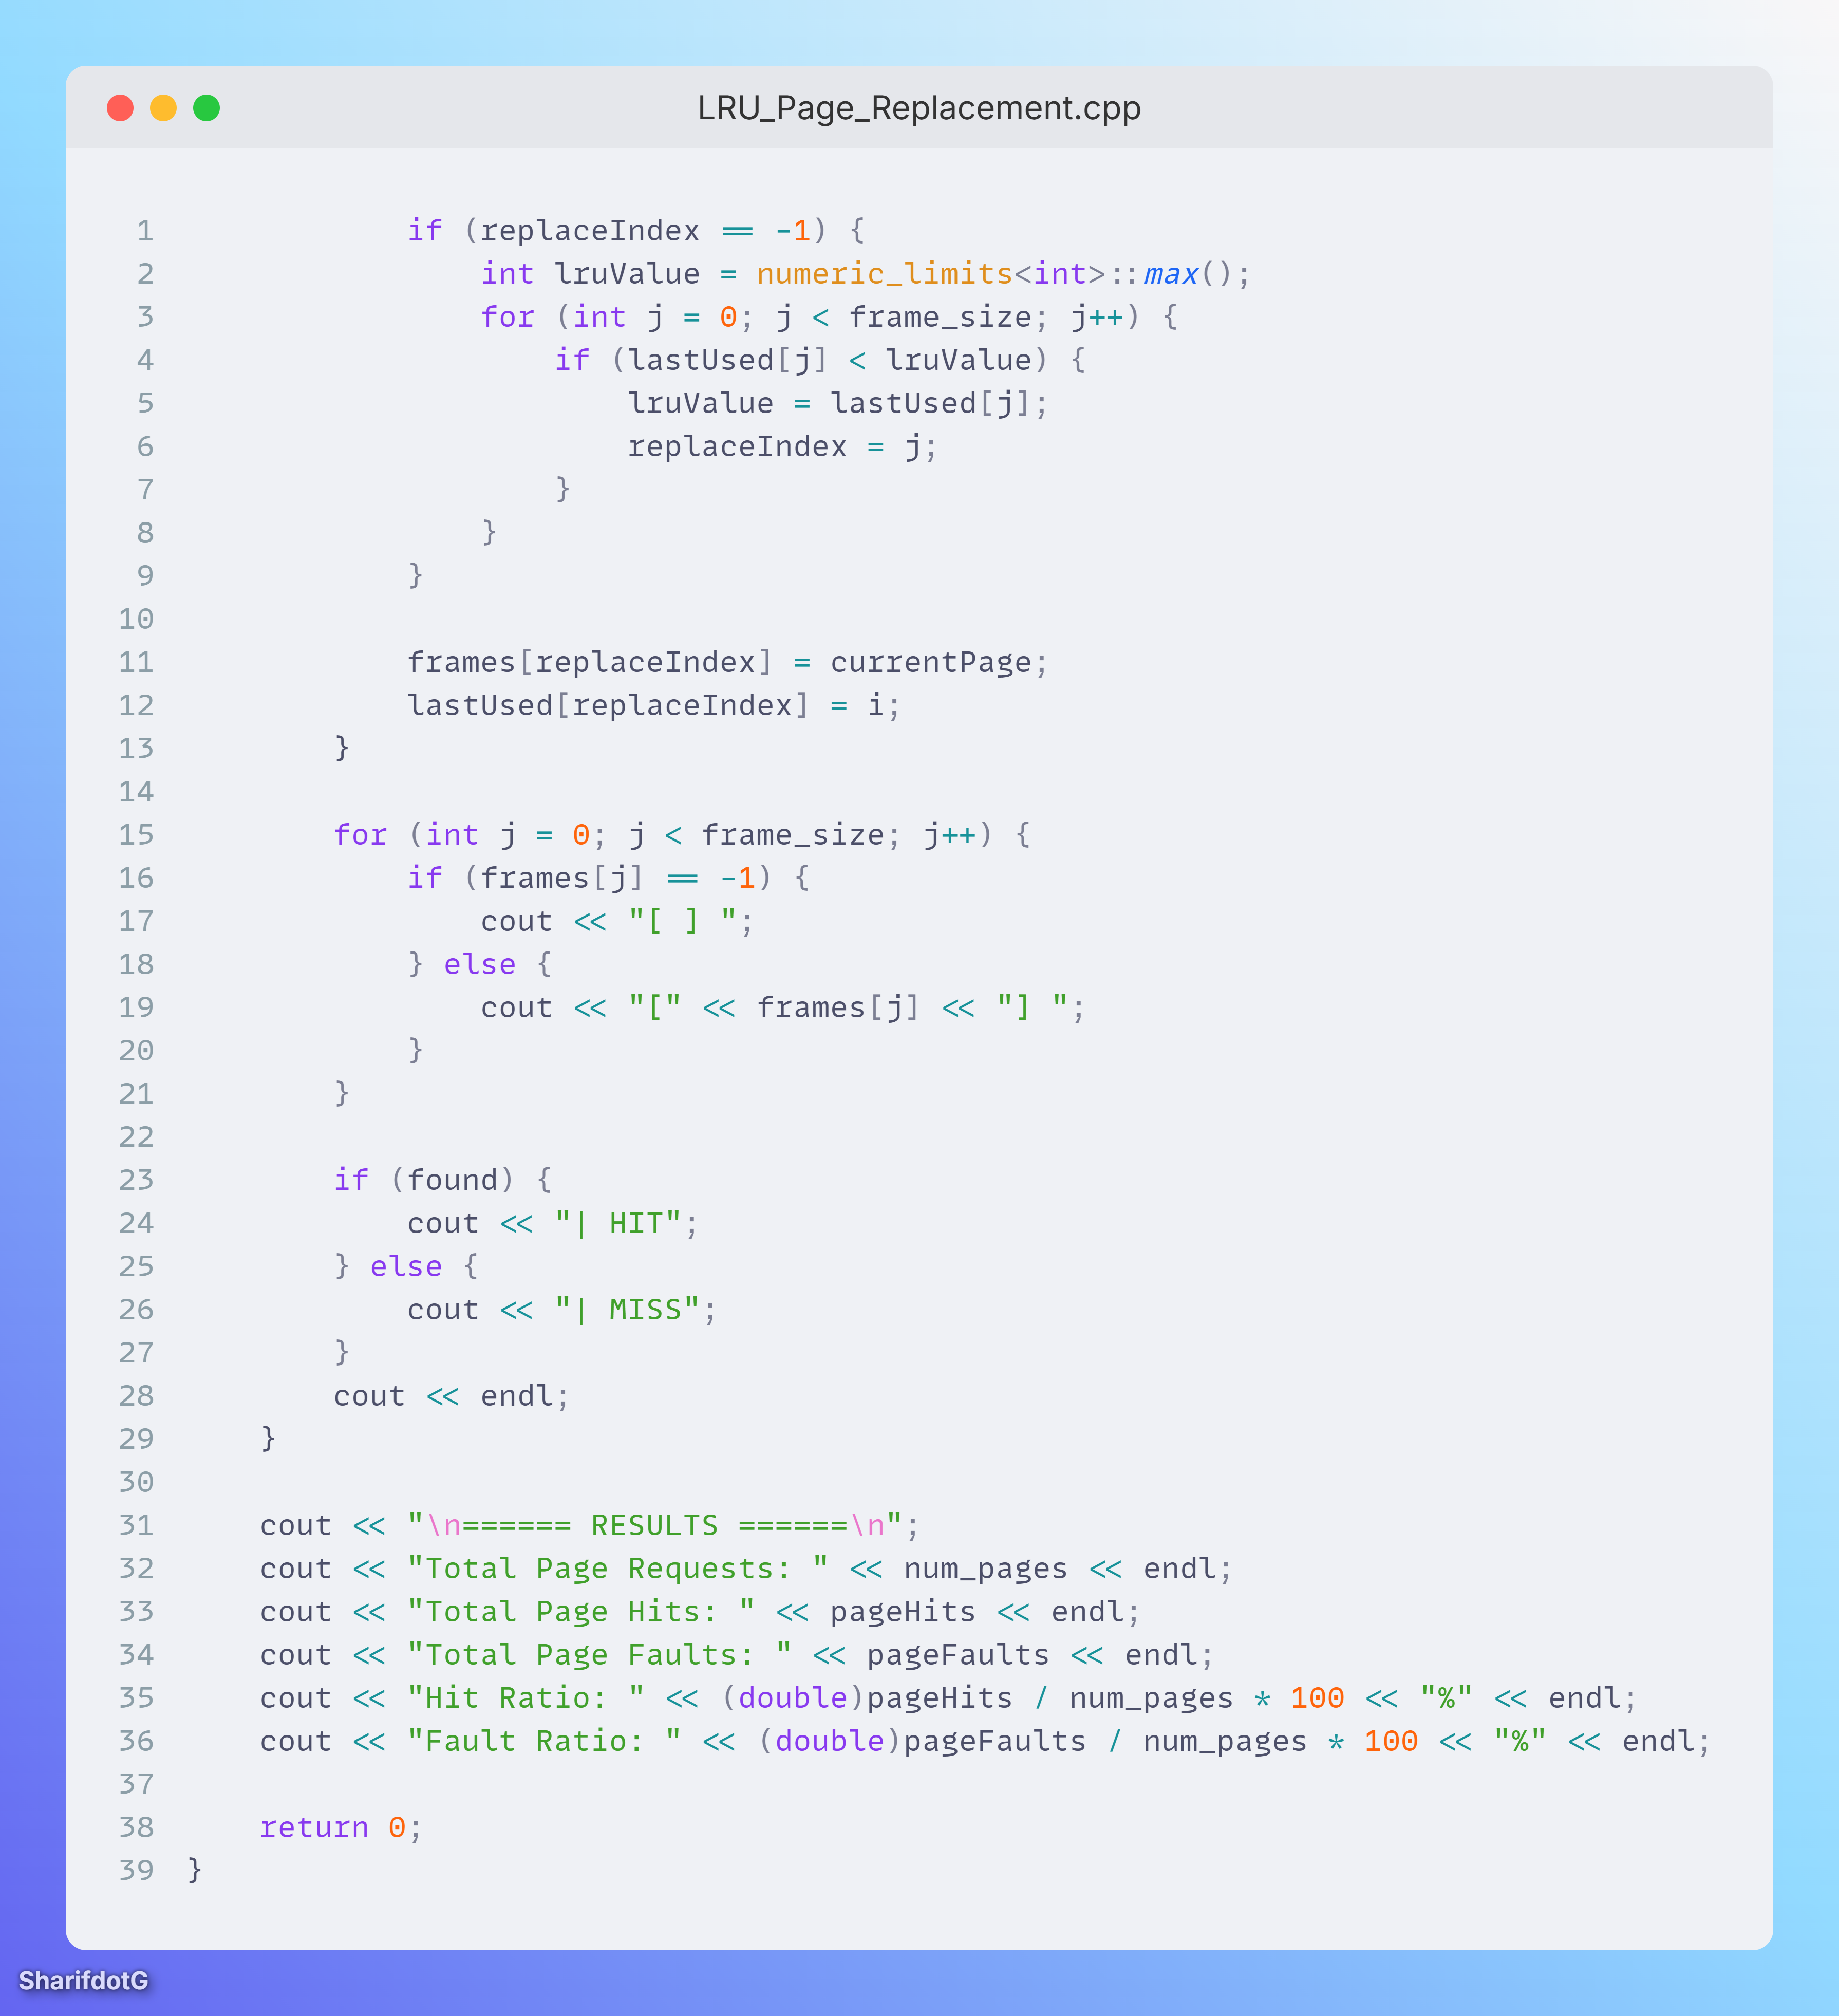 LRU_Page_Replacement.cpp
1 if (replaceIndex == -1) {
2 int lruValue = numeric_limits<int>::max();
3 for (int j = 0; j < frame_size; j++) {
4 if (lastUsed[j] < lruValue) {
5 lruValue = lastUsed[j];
6 replaceIndex = j;
7 }
8 }
9 }
10
11 frames[replaceIndex] = currentPage;
12 lastUsed[replaceIndex] = i;
13 }
14
15 for (int j = 0; j < frame_size; j++) {
16 if (frames[j] == -1) {
17 cout << "[ ] ";
18 } else {
19 cout << "[" << frames[j] << "] ";
20 }
21 }
22
23 if (found) {
24 cout << "| HIT";
25 } else {
26 cout << "| MISS";
27 }
28 cout << endl;
29 }
30
31 cout << "\n====== RESULTS ======\n";
32 cout << "Total Page Requests: " << num_pages << endl;
33 cout << "Total Page Hits: " << pageHits << endl;
34 cout << "Total Page Faults: " << pageFaults << endl;
35 cout << "Hit Ratio: " << (double)pageHits / num_pages * 100 << "%" << endl;
36 cout << "Fault Ratio: " << (double)pageFaults / num_pages * 100 << "%" << endl;
37
38 return 0;
39 }
SharifdotG